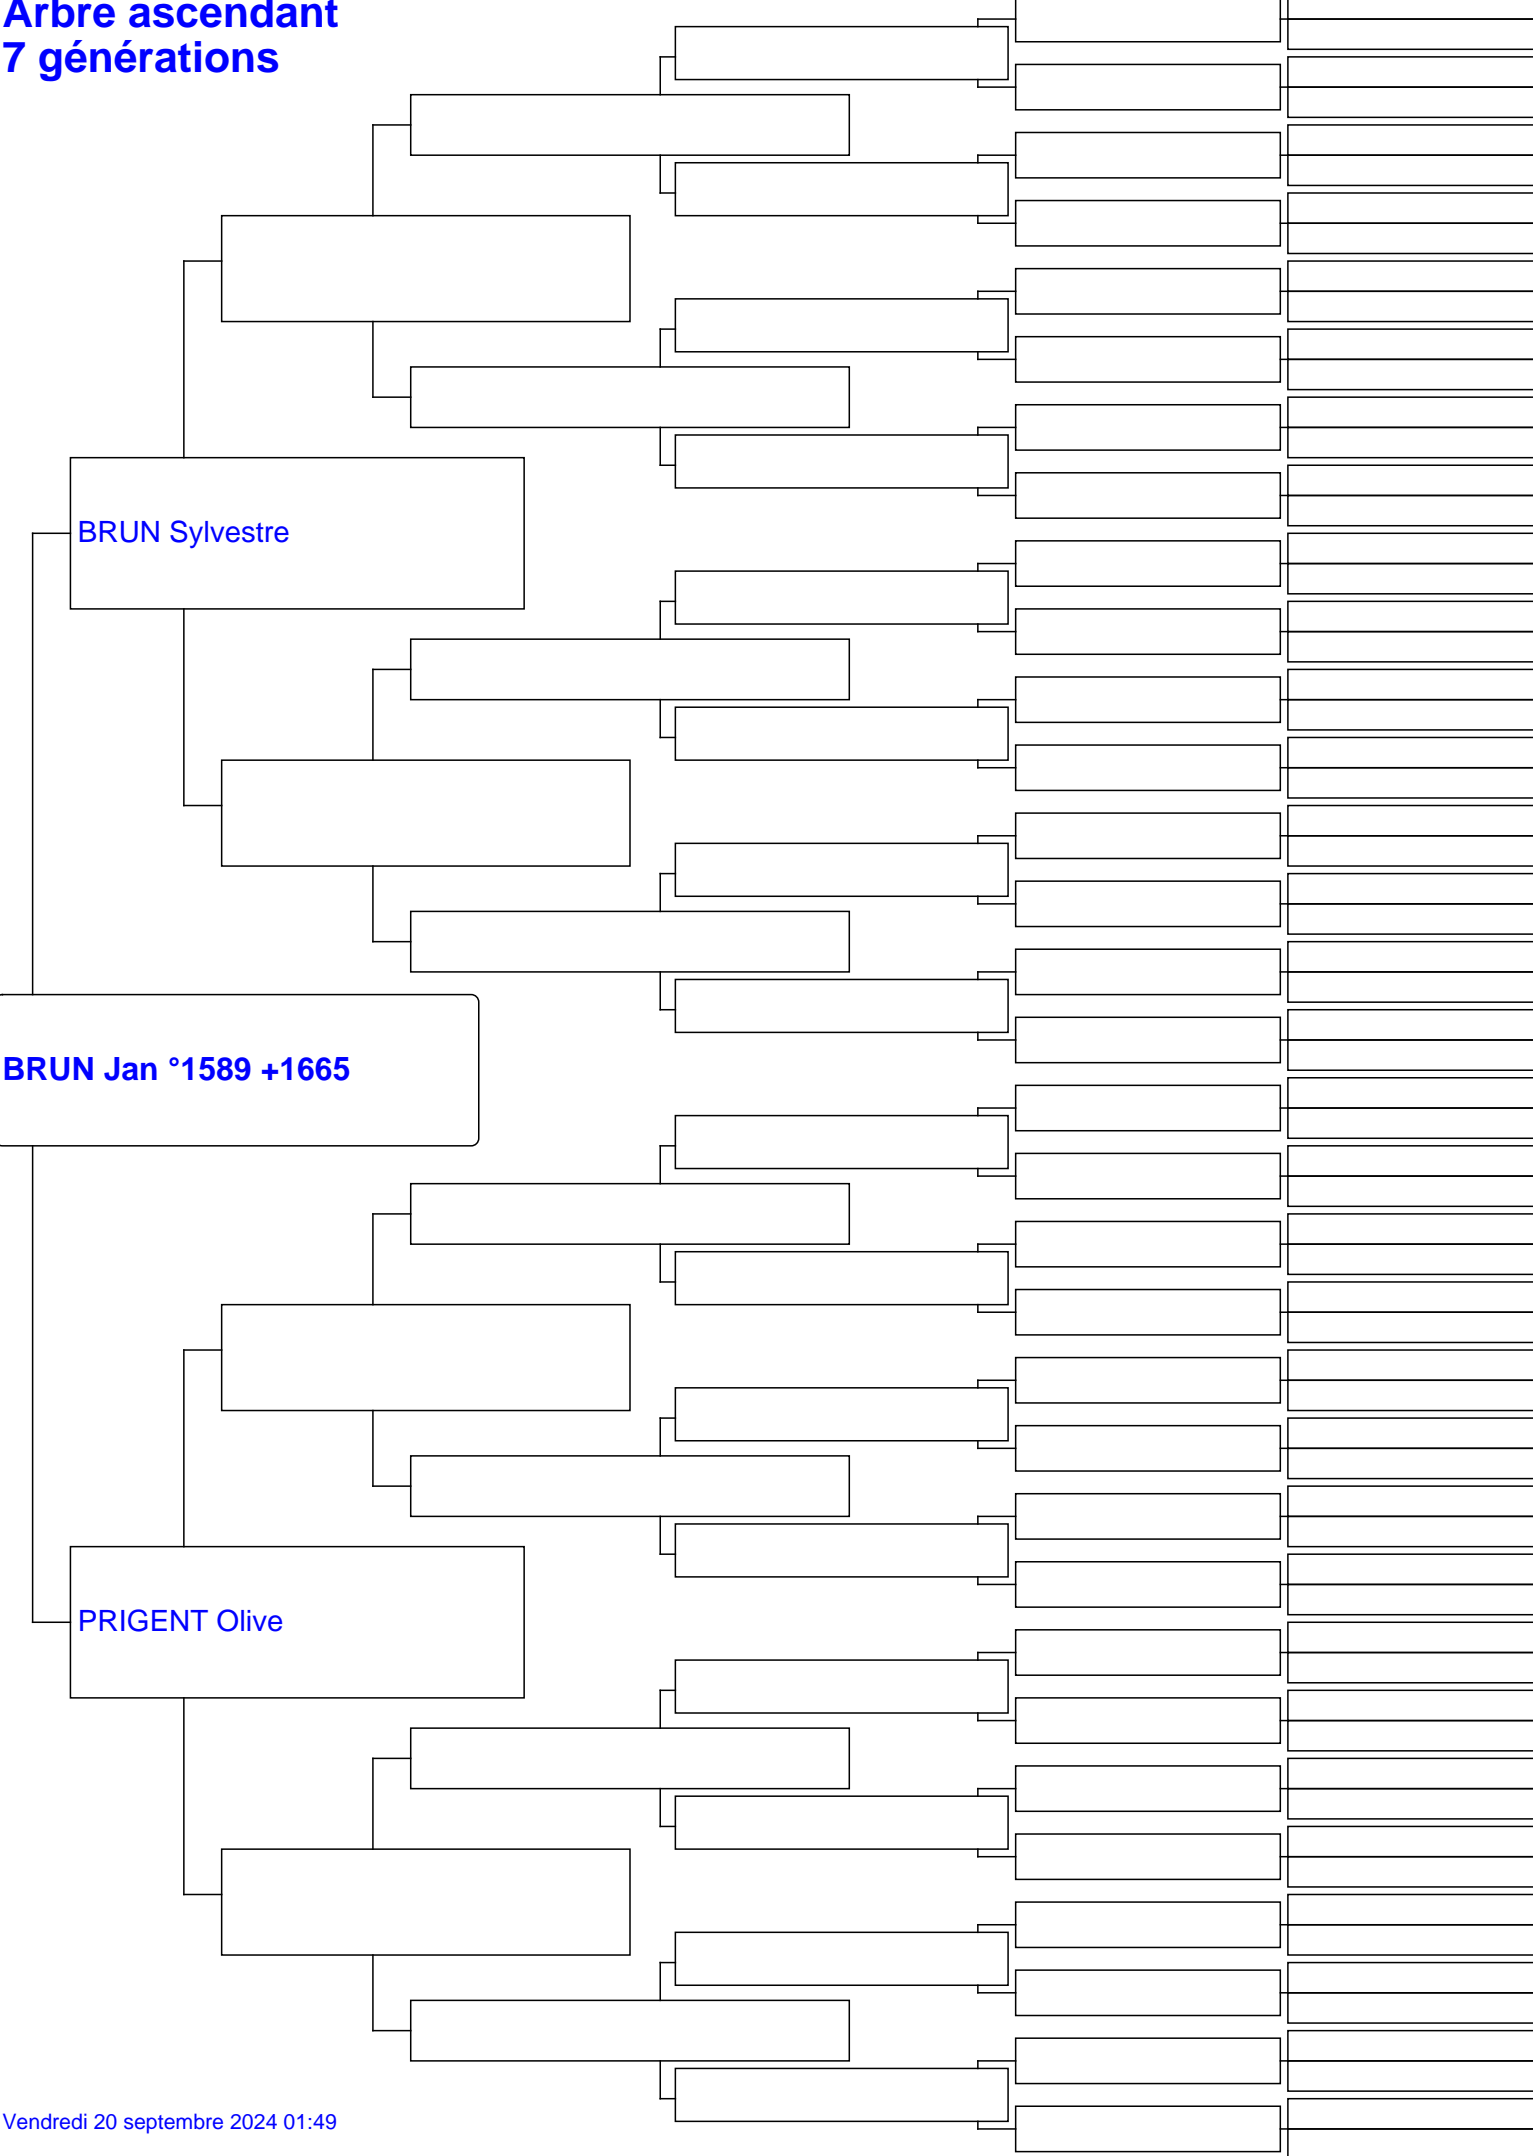 Arbre ascendant
7 générations
BRUN Sylvestre
BRUN Jan °1589 +1665
PRIGENT Olive
Vendredi 20 septembre 2024 01:49